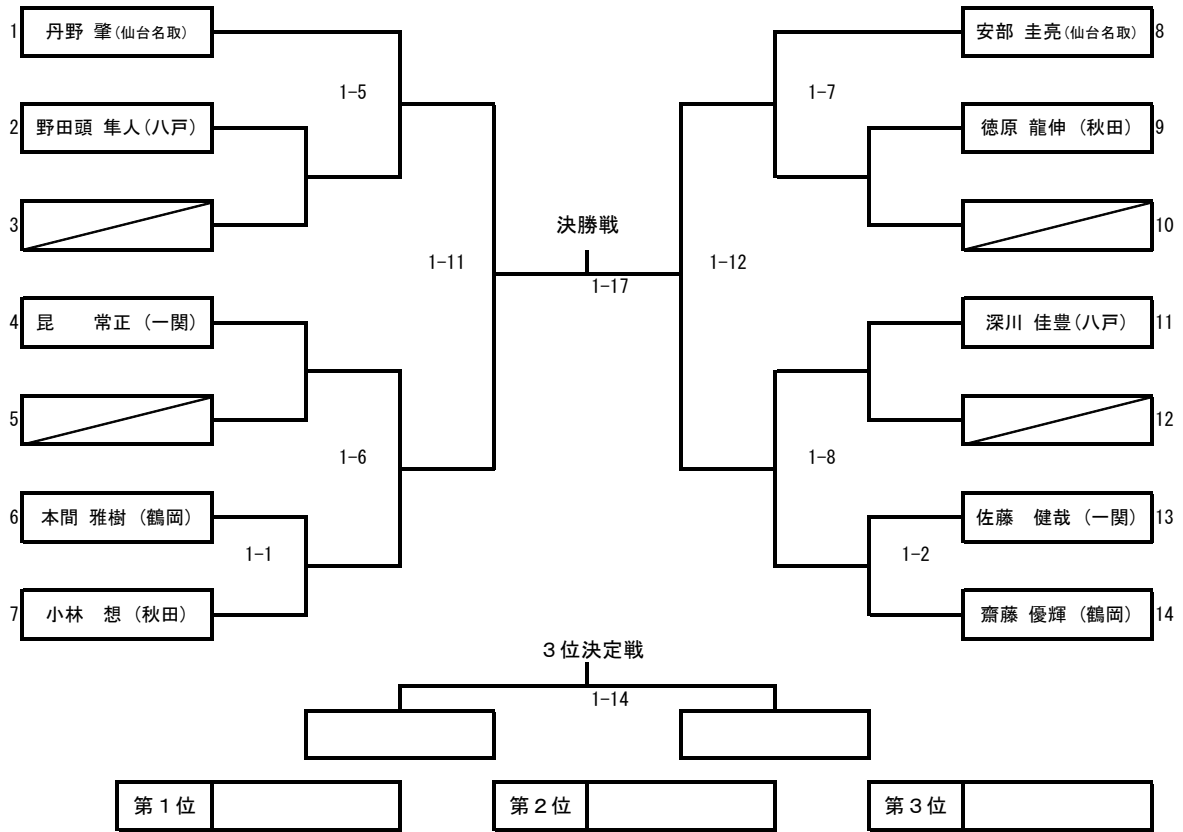 1 丹野 肇(仙台名取)
安部 圭亮(仙台名取) 8
1-5
1-7
2 野田頭 隼人(八戸)
徳原 龍伸 (秋田) 9
3
決勝戦
10
1-11
1-12
1-17
4 昆 常正 (一関)
深川 佳豊(八戸) 11
5
12
1-6
1-8
6 本間 雅樹 (鶴岡)
佐藤 健哉 (一関) 13
1-1
1-2
7 小林 想 (秋田)
齋藤 優輝 (鶴岡) 14
3位決定戦
1-14
第1位
第2位
第3位